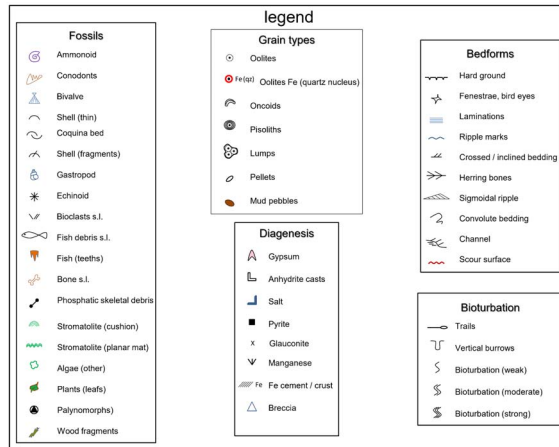 legend
Fossils
Ammonoid
Conodonts
Bivalve
Shell (thin)
Coquina bed
Shell (fragments)
Gastropod
Echinoid
Bioclasts s.l.
Fish debris s.l.
Fish (teeths)
Bone s.l.
Phosphatic skeletal debris
Stromatolite (cushion)
Stromatolite (planar mat)
Algae (other)
Plants (leafs)
Palynomorphs)
Wood fragments
Grain types
Oolites
Fe(qz) Oolites Fe (quartz nucleus)
Oncoids
Pisoliths
Lumps
Pellets
Mud pebbles
Diagenesis
Gypsum
Anhydrite casts
Salt
Pyrite
x Glauconite
Manganese
Fe Fe cement / crust
Breccia
Bedforms
Hard ground
Fenestrae, bird eyes
Laminations
Ripple marks
Crossed / inclined bedding
Herring bones
Sigmoidal ripple
Convolute bedding
Channel
Scour surface
Bioturbation
Trails
Vertical burrows
Bioturbation (weak)
Bioturbation (moderate)
Bioturbation (strong)